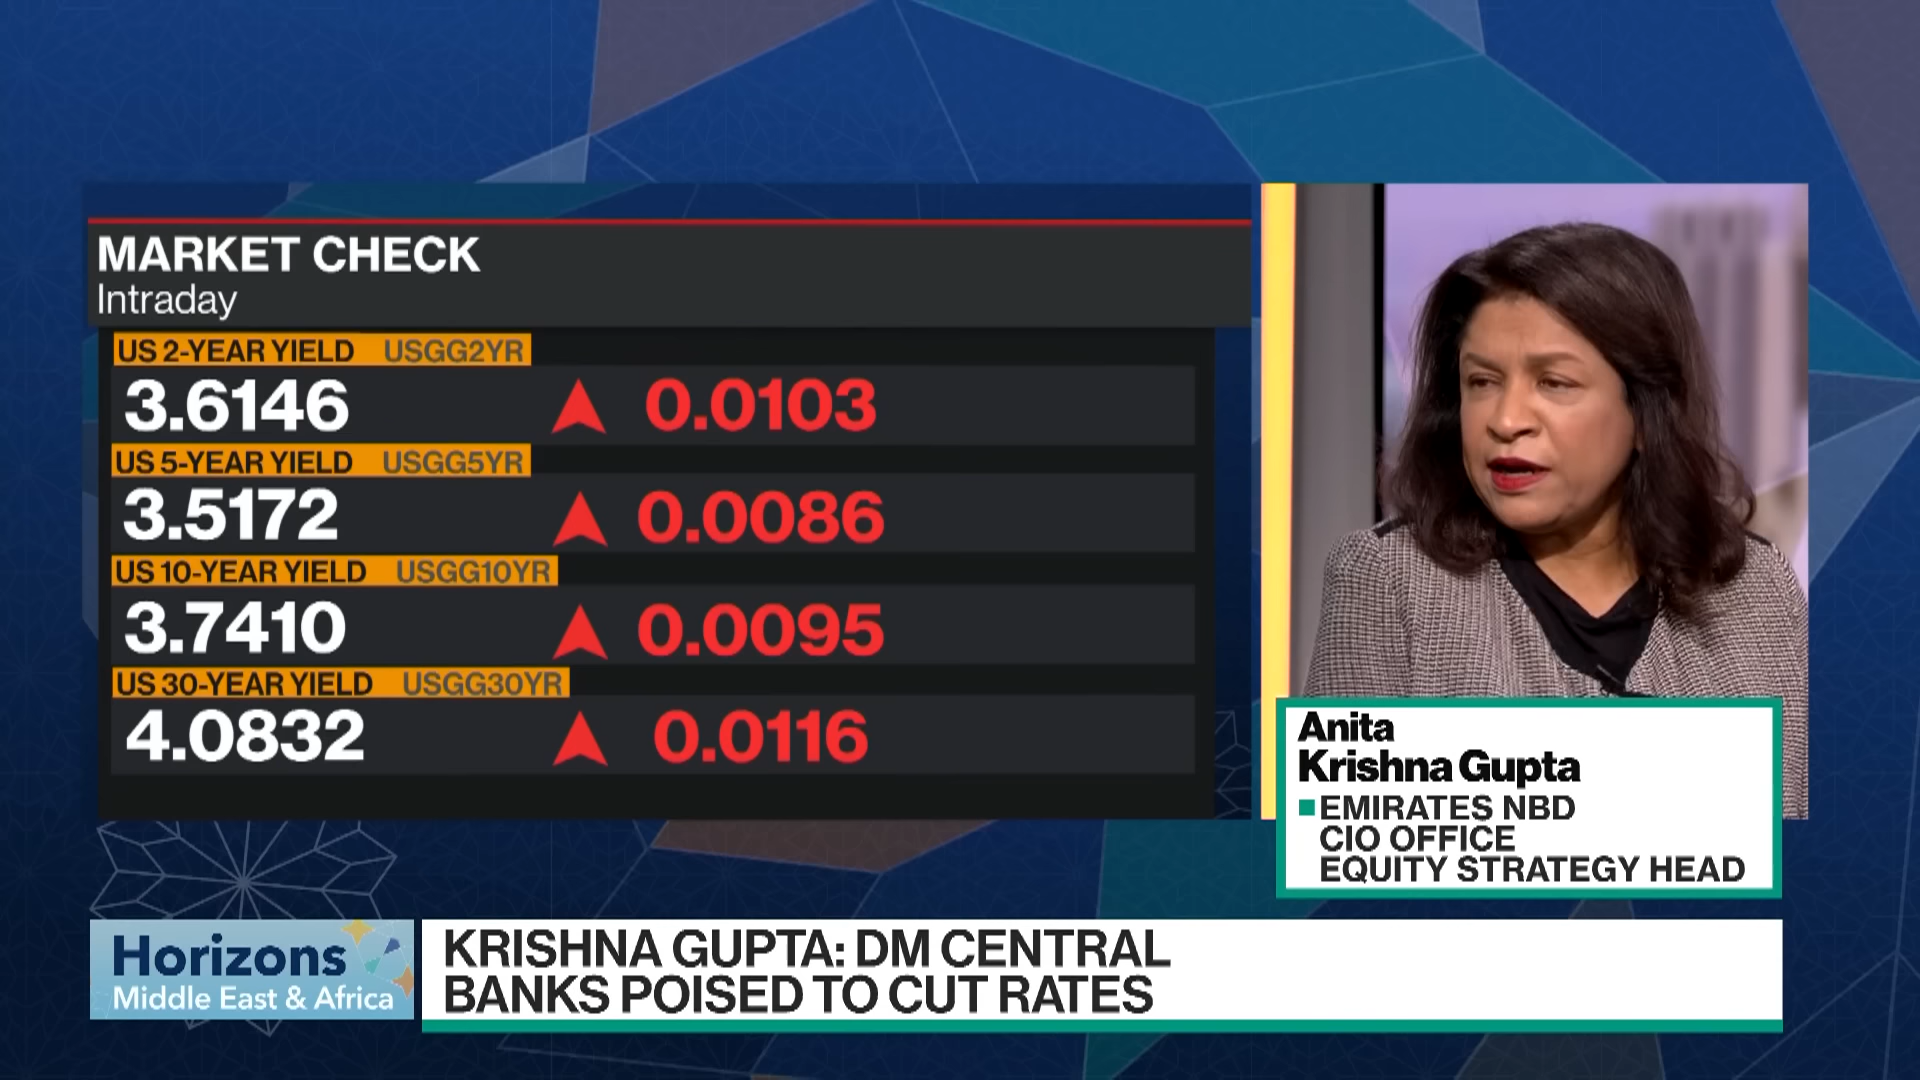 MARKET CHECK
Intraday
US 2-YEAR YIELD USGG2YR
3.6146 ▲ 0.0103
US 5-YEAR YIELD USGG5YR
3.5172 ▲ 0.0086
US 10-YEAR YIELD USGG10YR
3.7410 ▲ 0.0095
US 30-YEAR YIELD USGG30YR
4.0832 ▲ 0.0116
Anita
Krishna Gupta
EMIRATES NBD
CIO OFFICE
EQUITY STRATEGY HEAD
Horizons
Middle East & Africa
KRISHNA GUPTA: DM CENTRAL
BANKS POISED TO CUT RATES